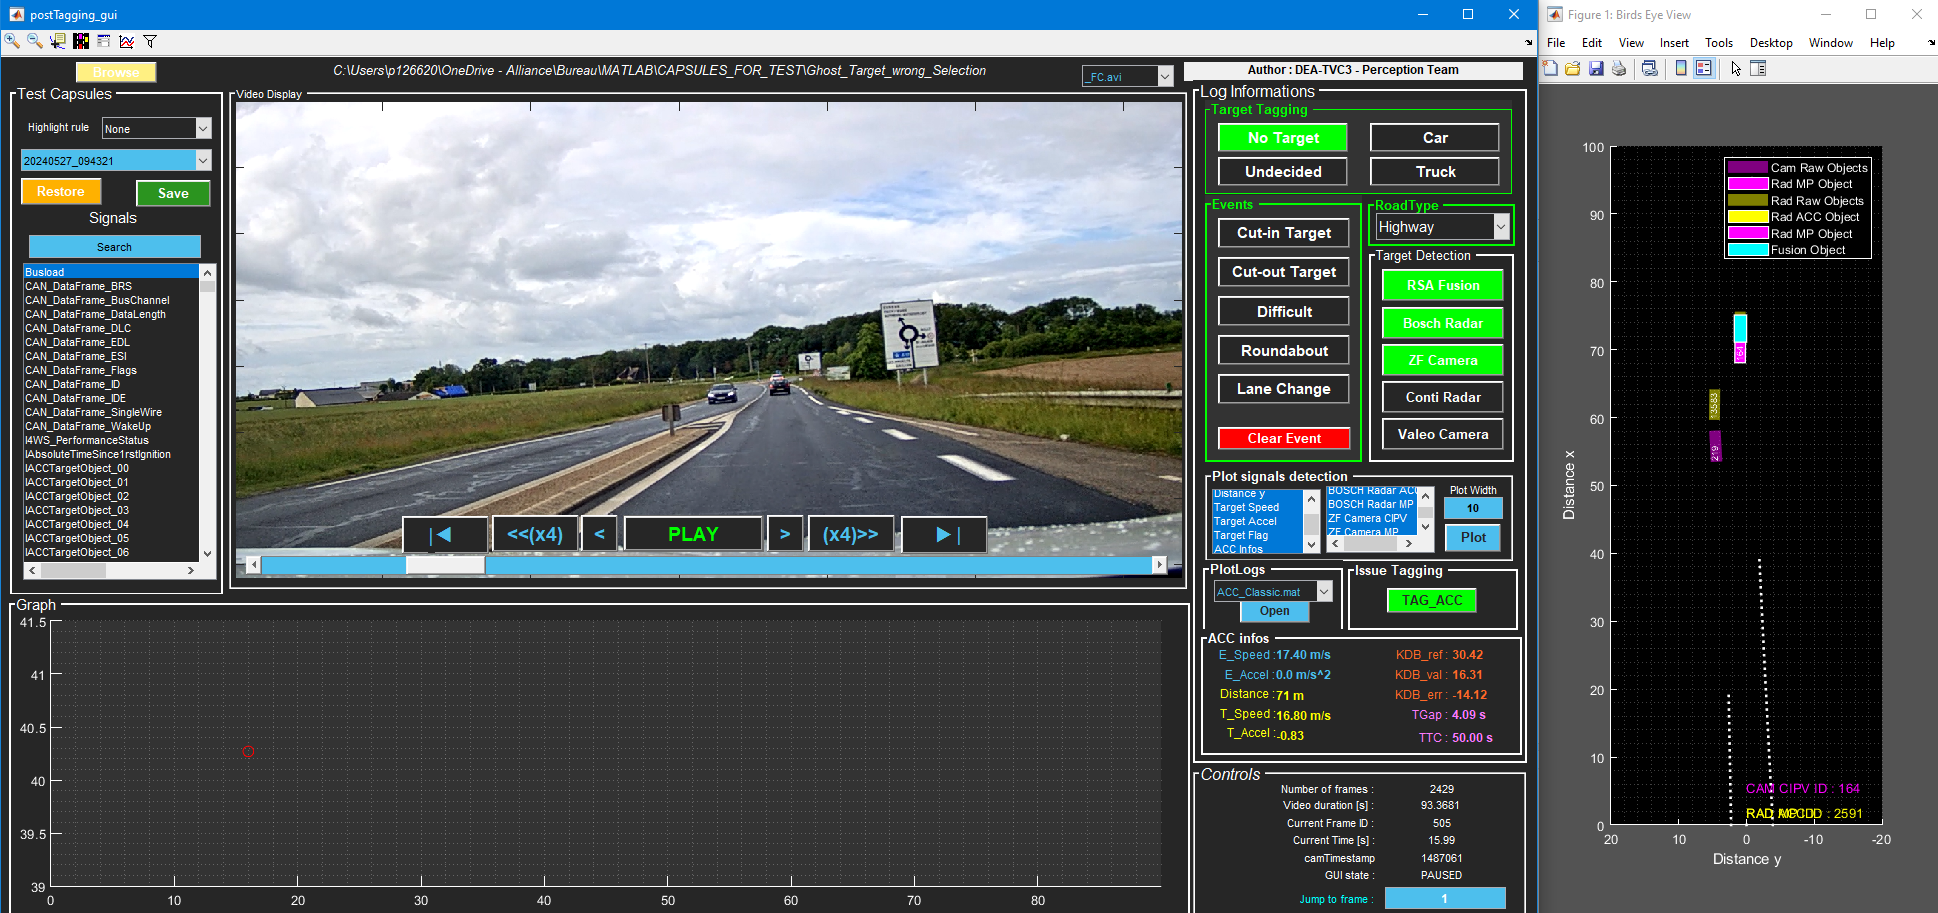 postTagging_gui
Browse
C:\Users\p126620\OneDrive - Alliance\Bureau\MATLAB\CAPSULES_FOR_TEST\Ghost_Target_wrong_Selection
_FC.avi
Author : DEA-TVC3 - Perception Team
Test Capsules
Highlight rule
None
20240527_094321
Restore
Save
Signals
Search
Busload
CAN_DataFrame_BRS
CAN_DataFrame_BusChannel
CAN_DataFrame_DataLength
CAN_DataFrame_DLC
CAN_DataFrame_EDL
CAN_DataFrame_ESI
CAN_DataFrame_Flags
CAN_DataFrame_ID
CAN_DataFrame_IDE
CAN_DataFrame_SingleWire
CAN_DataFrame_WakeUp
I4WS_PerformanceStatus
IAbsoluteTimeSince1rstIgnition
IACCTargetObject_00
IACCTargetObject_01
IACCTargetObject_02
IACCTargetObject_03
IACCTargetObject_04
IACCTargetObject_05
IACCTargetObject_06
Video Display
|◀
<<(x4)
<
PLAY
>
(x4)>>
▶|
Graph
41.5
41
40.5
40
39.5
39
0 10 20 30 40 50 60 70 80
Log Informations
Target Tagging
No Target
Car
Undecided
Truck
Events
Cut-in Target
Cut-out Target
Difficult
Roundabout
Lane Change
Clear Event
RoadType
Highway
Target Detection
RSA Fusion
Bosch Radar
ZF Camera
Conti Radar
Valeo Camera
Plot signals detection
Distance y
Target Speed
Target Accel
Target Flag
ACC Infos
BOSCH Radar ACC
BOSCH Radar MP
ZF Camera CIPV
ZF Camera MP
Plot Width
10
Plot
PlotLogs
ACC_Classic.mat
Open
Issue Tagging
TAG_ACC
ACC infos
E_Speed : 17.40 m/s
E_Accel : 0.0 m/s^2
Distance : 71 m
T_Speed : 16.80 m/s
T_Accel : -0.83
KDB_ref : 30.42
KDB_val : 16.31
KDB_err : -14.12
TGap : 4.09 s
TTC : 50.00 s
Controls
Number of frames : 2429
Video duration [s] : 93.3681
Current Frame ID : 505
Current Time [s] : 15.99
camTimestamp 1487061
GUI state : PAUSED
Jump to frame : 1
Figure 1: Birds Eye View
File Edit View Insert Tools Desktop Window Help
Cam Raw Objects
Rad MP Object
Rad Raw Objects
Rad ACC Object
Rad MP Object
Fusion Object
100
90
80
70
60
50
40
30
20
10
0
Distance x
164
13583
219
CAM CIPV ID : 164
: 2591
20 10 0 -10 -20
Distance y